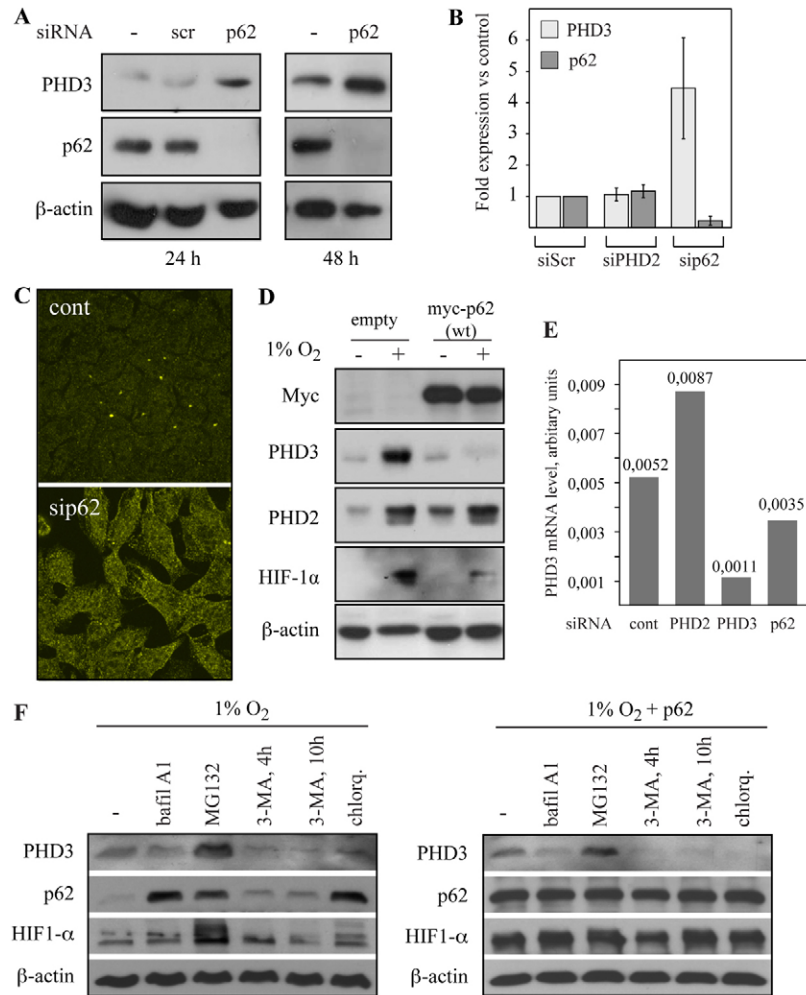 A
siRNA - scr p62 - p62
PHD3
p62
β-actin
24 h 48 h
B
Fold expression vs control
6
5
4
3
2
1
PHD3
p62
siScr siPHD2 sip62
C
cont
sip62
D
empty myc-p62 (wt)
1% O₂ - + - +
Myc
PHD3
PHD2
HIF-1α
β-actin
E
PHD3 mRNA level, arbitary units
0,009
0,007
0,005
0,003
0,001
0,0052
0,0087
0,0011
0,0035
siRNA cont PHD2 PHD3 p62
F
1% O₂
- bafil A1 MG132 3-MA, 4h 3-MA, 10h chlorq.
PHD3
p62
HIF1-α
β-actin
1% O₂ + p62
- bafil A1 MG132 3-MA, 4h 3-MA, 10h chlorq.
PHD3
p62
HIF1-α
β-actin